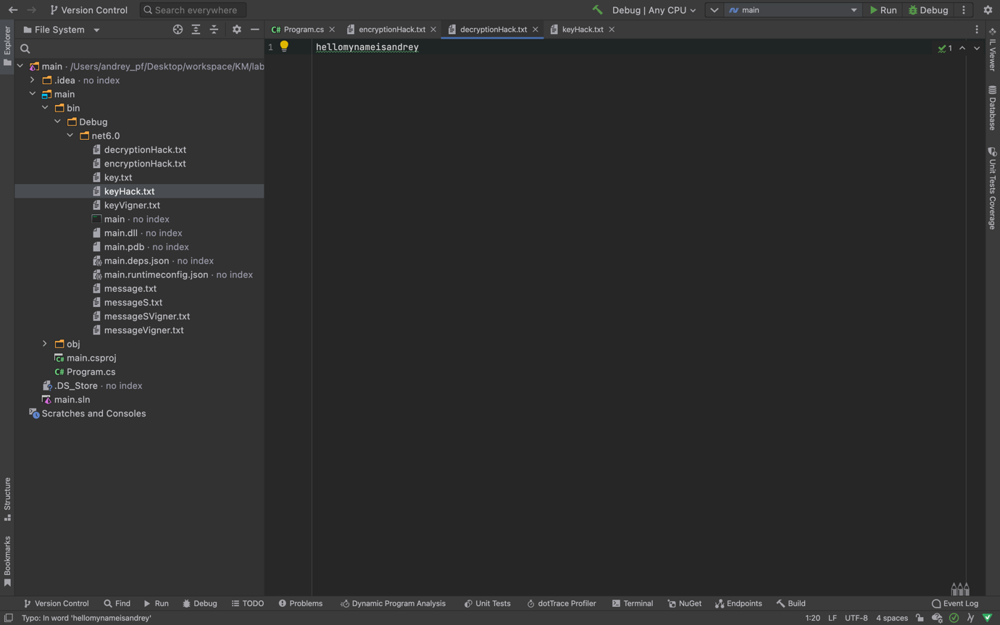 Version Control
Search everywhere
Debug | Any CPU
main
Run
Debug
Explorer
File System
C# Program.cs
encryptionHack.txt
decryptionHack.txt
keyHack.txt
1
hellomynameisandrey
1
main · /Users/andrey_pf/Desktop/workspace/KM/lab
.idea · no index
main
bin
Debug
net6.0
decryptionHack.txt
encryptionHack.txt
key.txt
keyHack.txt
keyVigner.txt
main · no index
main.dll · no index
main.pdb · no index
main.deps.json · no index
main.runtimeconfig.json · no index
message.txt
messageS.txt
messageSVigner.txt
messageVigner.txt
obj
C# main.csproj
C# Program.cs
.DS_Store · no index
main.sln
Scratches and Consoles
Structure
Bookmarks
IL Viewer
Database
Unit Tests Coverage
Version Control
Find
Run
Debug
TODO
Problems
Dynamic Program Analysis
Unit Tests
dotTrace Profiler
Terminal
NuGet
Endpoints
Build
Event Log
Typo: In word 'hellomynameisandrey'
1:20
LF
UTF-8
4 spaces